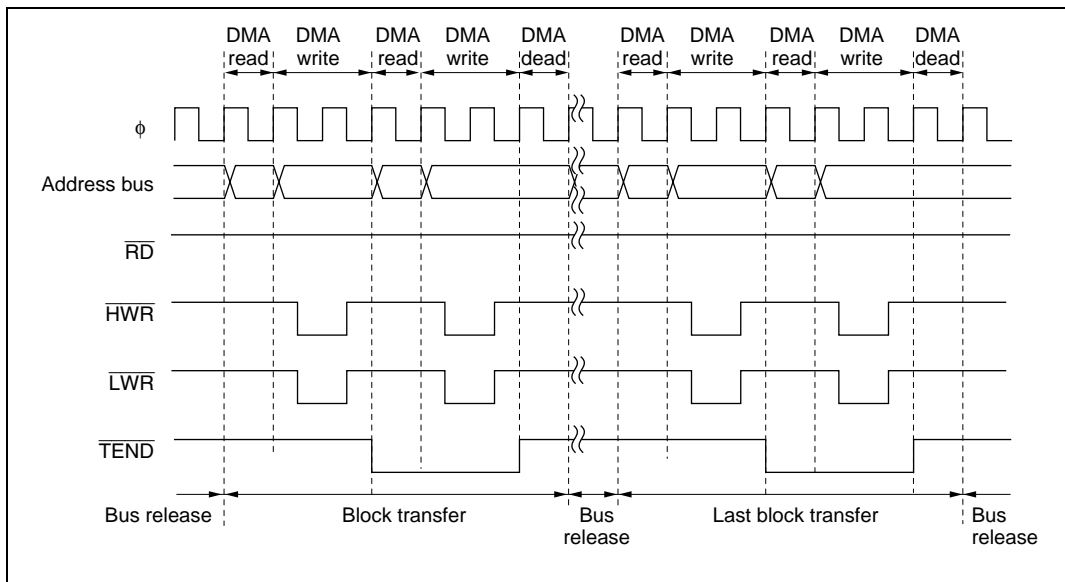 DMA DMA DMA DMA DMA DMA DMA DMA DMA DMA
read write read write dead read write read write dead
φ
Address bus
RD
HWR
LWR
TEND
Bus release Block transfer Bus release Last block transfer Bus release